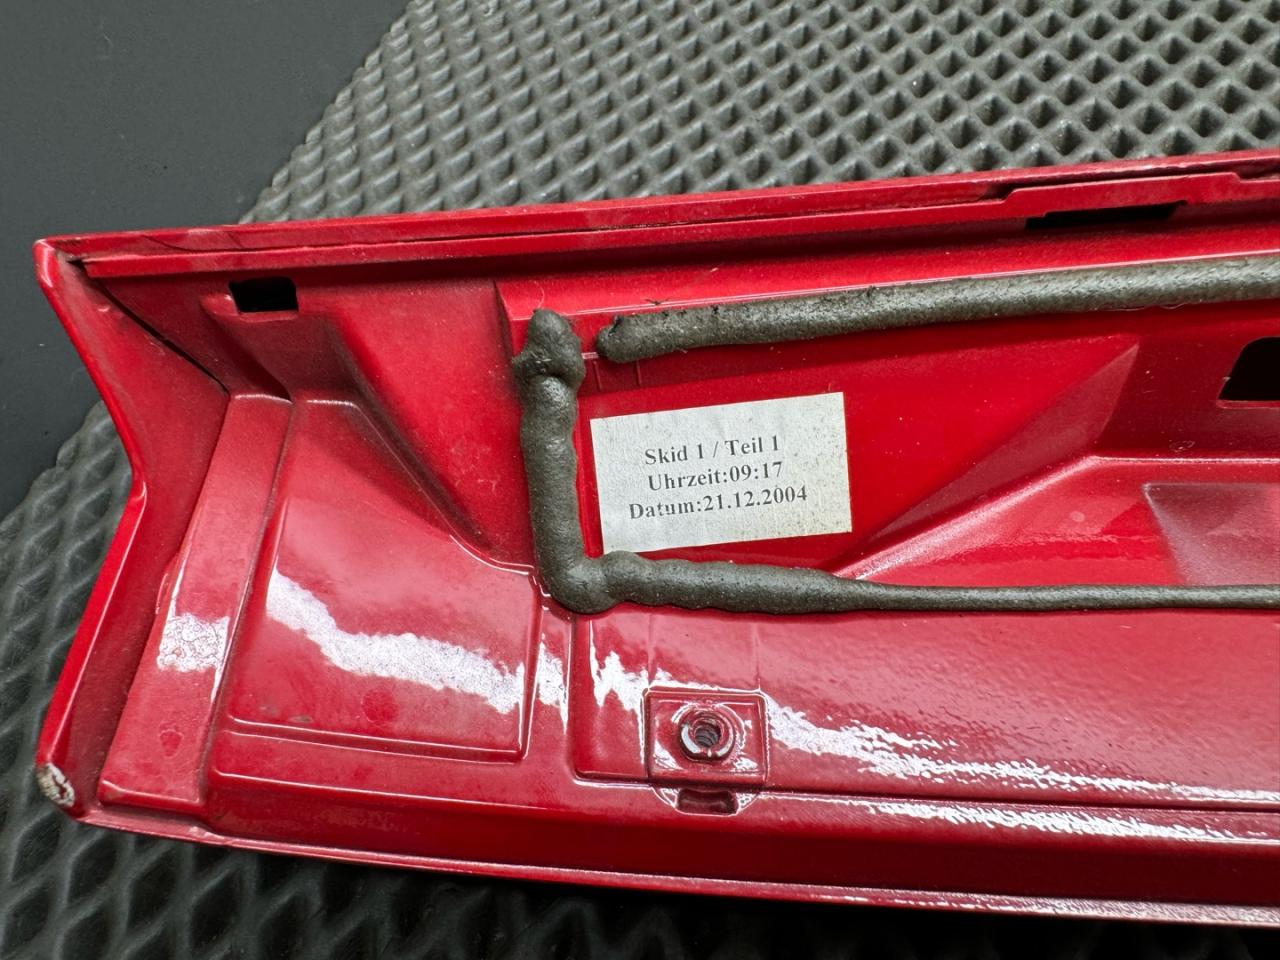 Skid 1 / Teil 1
Uhrzeit:09:17
Datum:21.12.2004